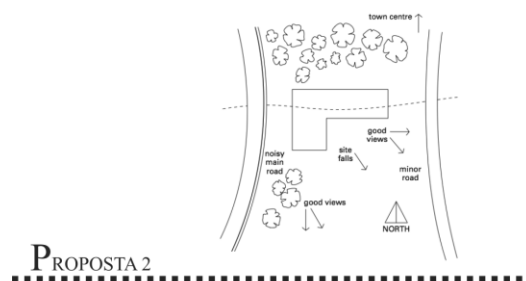 town centre
good
views
noisy
main
road
site
falls
minor
road
good views
NORTH
PROPOSTA 2